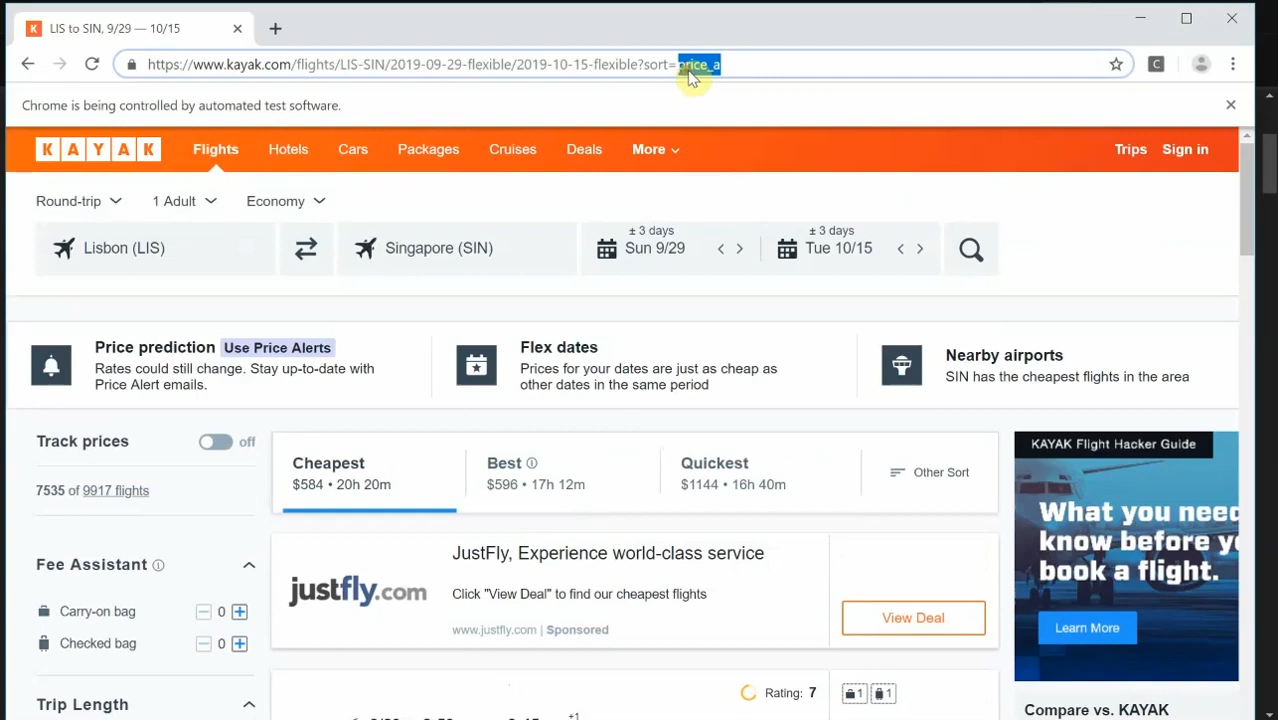 LIS to SIN, 9/29 — 10/15
https://www.kayak.com/flights/LIS-SIN/2019-09-29-flexible/2019-10-15-flexible?sort=price_a
Chrome is being controlled by automated test software.
KAYAK Flights Hotels Cars Packages Cruises Deals More Trips Sign in
Round-trip 1 Adult Economy
± 3 days ± 3 days
Lisbon (LIS) Singapore (SIN) Sun 9/29 Tue 10/15
Price prediction Use Price Alerts
Rates could still change. Stay up-to-date with
Price Alert emails.
Flex dates
Prices for your dates are just as cheap as
other dates in the same period
Nearby airports
SIN has the cheapest flights in the area
Track prices off
7535 of 9917 flights
Fee Assistant
Carry-on bag 0
Checked bag 0
Trip Length
Cheapest
$584 • 20h 20m
Best
$596 • 17h 12m
Quickest
$1144 • 16h 40m
Other Sort
justfly.com
JustFly, Experience world-class service
Click "View Deal" to find our cheapest flights
www.justfly.com | Sponsored
View Deal
Rating: 7
1 1
+1
KAYAK Flight Hacker Guide
What you need
know before y
book a flight.
Learn More
Compare vs. KAYAK